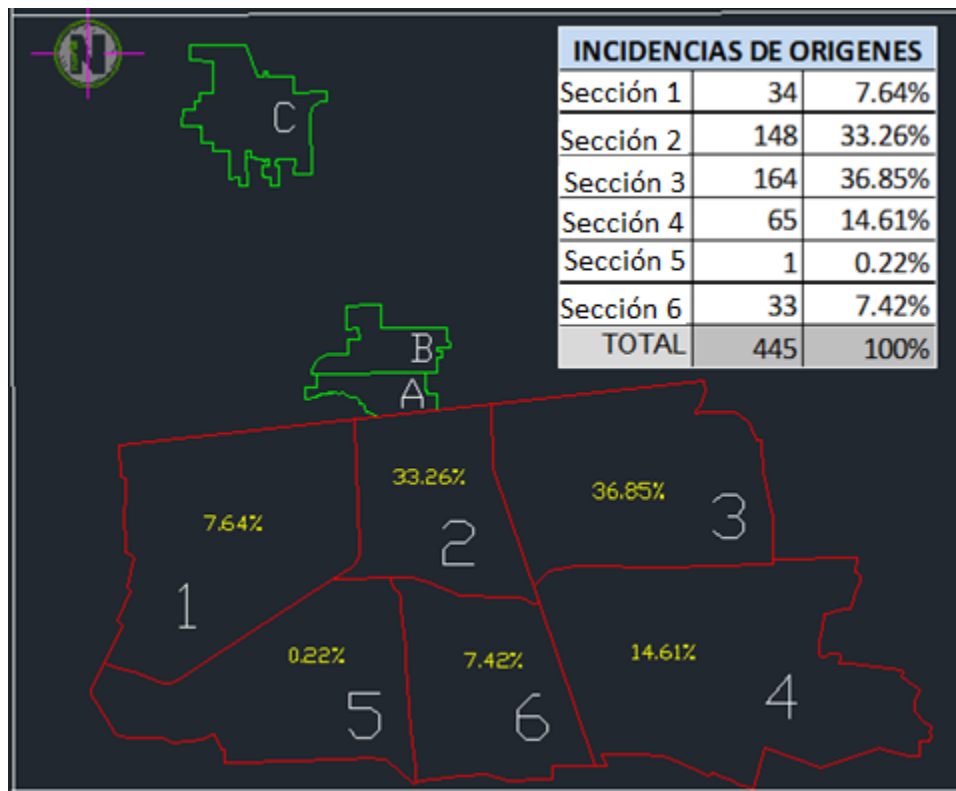 N
INCIDENCIAS DE ORIGENES
Sección 1 34 7.64%
Sección 2 148 33.26%
Sección 3 164 36.85%
Sección 4 65 14.61%
Sección 5 1 0.22%
Sección 6 33 7.42%
TOTAL 445 100%
C
B
A
33.26%
36.85%
7.64%
3
2
1
0.22%
7.42%
14.61%
4
5
6